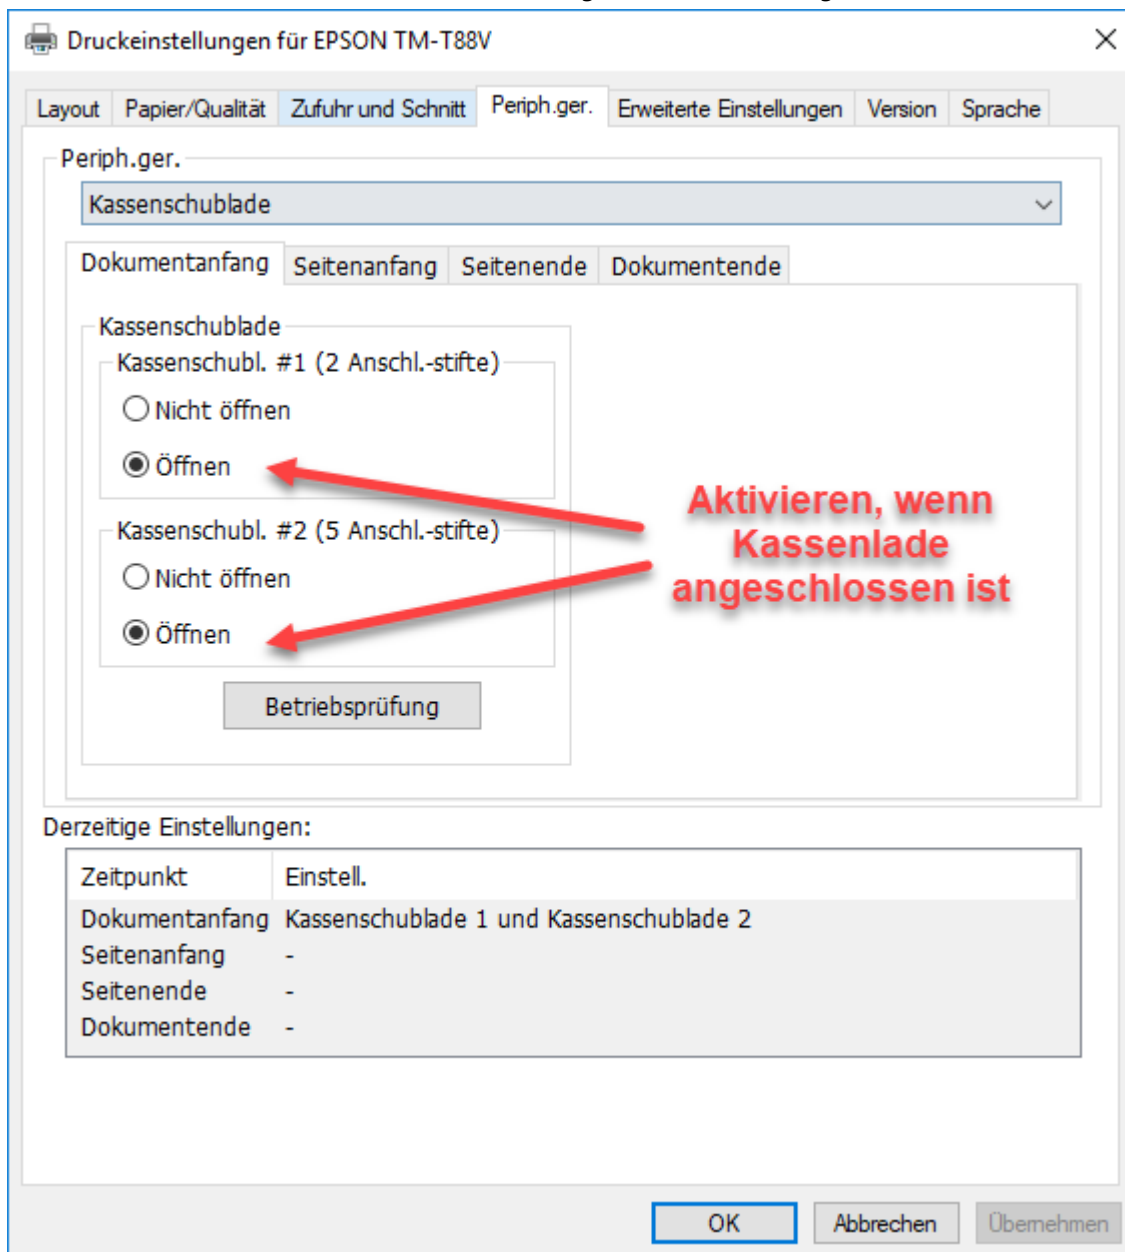 Druckeinstellungen für EPSON TM-T88V
Layout Papier/Qualität Zufuhr und Schnitt Periph.ger. Erweiterte Einstellungen Version Sprache
Periph.ger.
Kassenschublade
Dokumentanfang Seitenanfang Seitenende Dokumentende
Kassenschublade
Kassenschubl. #1 (2 Anschl.-stifte)
Nicht öffnen
Öffnen
Kassenschubl. #2 (5 Anschl.-stifte)
Nicht öffnen
Öffnen
Aktivieren, wenn
Kassenlade
angeschlossen ist
Betriebsprüfung
Derzeitige Einstellungen:
Zeitpunkt Einstell.
Dokumentanfang Kassenschublade 1 und Kassenschublade 2
Seitenanfang -
Seitenende -
Dokumentende -
OK Abbrechen Übernehmen